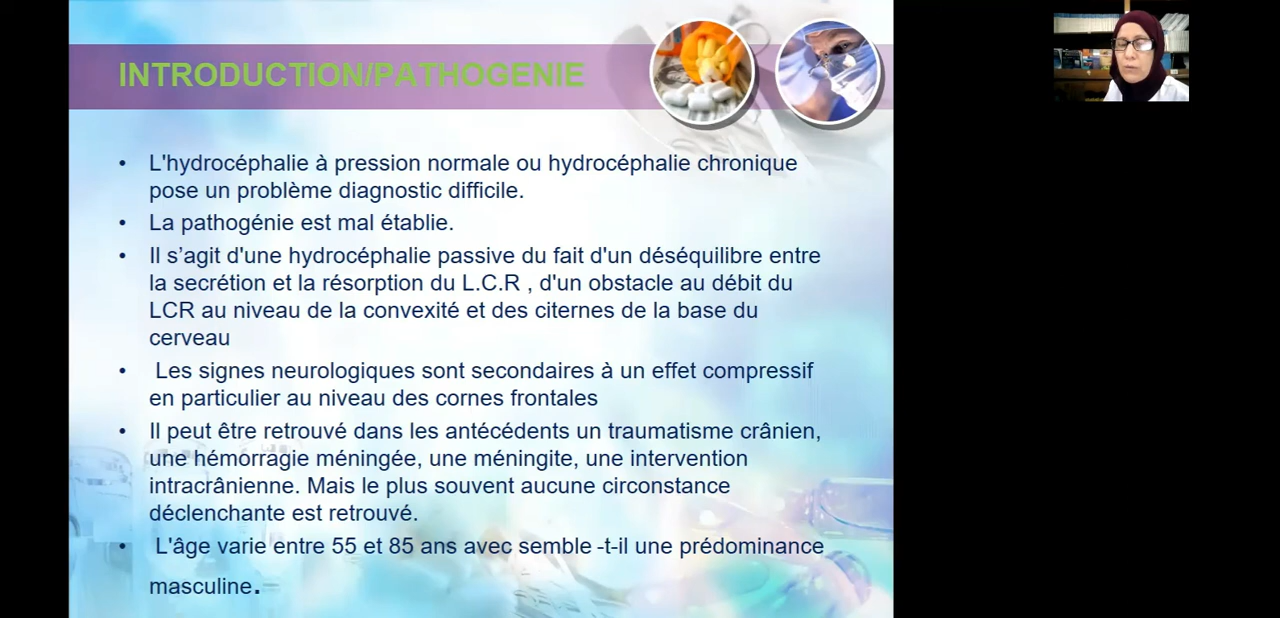 INTRODUCTION/PATHOGENIE
• L'hydrocéphalie à pression normale ou hydrocéphalie chronique
pose un problème diagnostic difficile.
• La pathogénie est mal établie.
• Il s’agit d'une hydrocéphalie passive du fait d'un déséquilibre entre
la secrétion et la résorption du L.C.R , d'un obstacle au débit du
LCR au niveau de la convexité et des citernes de la base du
cerveau
• Les signes neurologiques sont secondaires à un effet compressif
en particulier au niveau des cornes frontales
• Il peut être retrouvé dans les antécédents un traumatisme crânien,
une hémorragie méningée, une méningite, une intervention
intracrânienne. Mais le plus souvent aucune circonstance
déclenchante est retrouvé.
• L'âge varie entre 55 et 85 ans avec semble -t-il une prédominance
masculine.